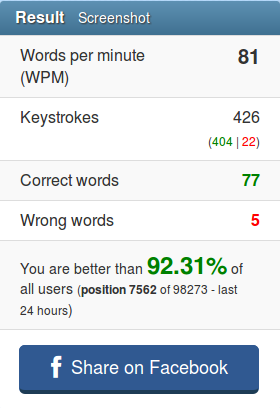 Result Screenshot
Words per minute 81
(WPM)
Keystrokes 426
(404 | 22)
Correct words 77
Wrong words 5
You are better than 92.31% of
all users (position 7562 of 98273 - last
24 hours)
f Share on Facebook